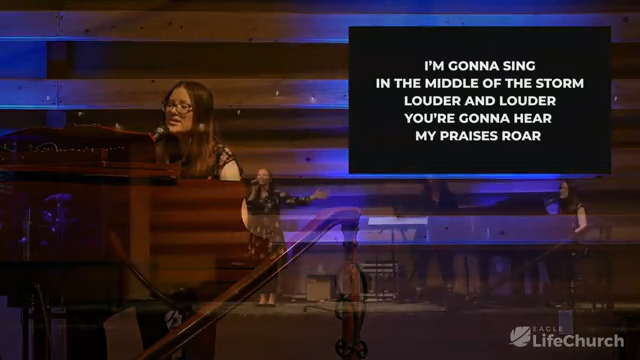 I'M GONNA SING
IN THE MIDDLE OF THE STORM
LOUDER AND LOUDER
YOU'RE GONNA HEAR
MY PRAISES ROAR
EAGLE
LifeChurch